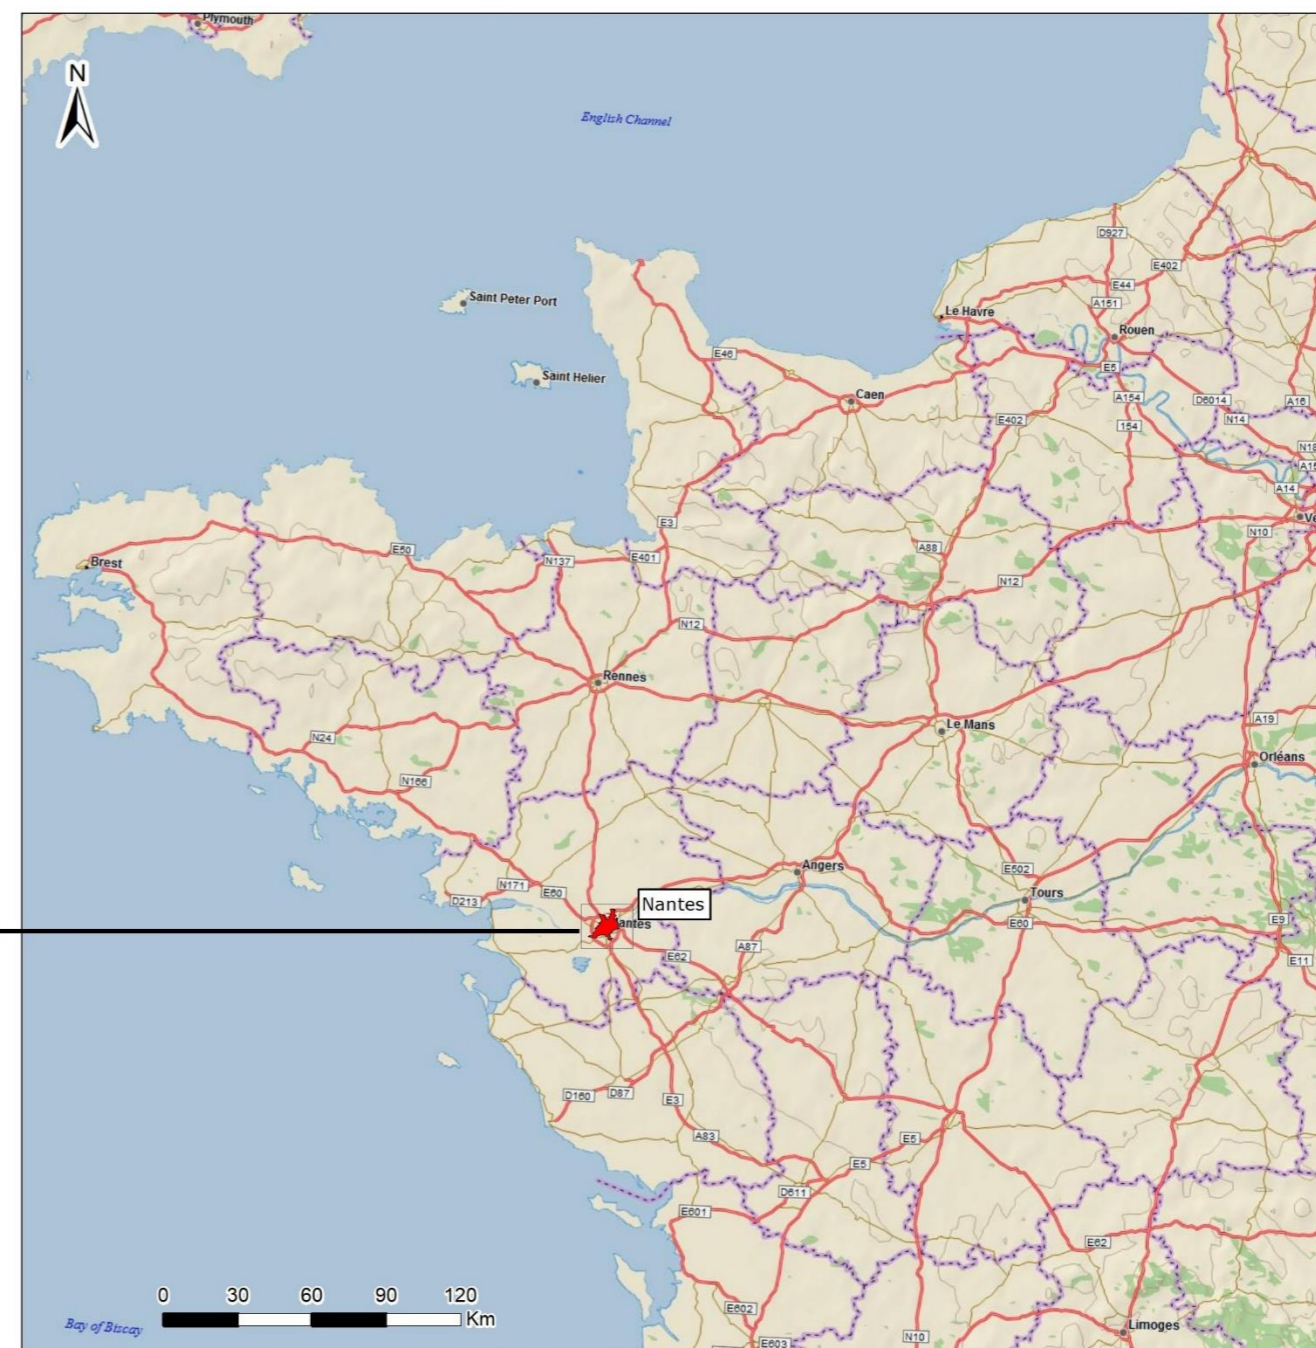 Plymouth
N
English Channel
D927
E402
Saint Peter Port
E44
A151
Le Havre
Rouen
E46
Saint Helier
E5
Caen
A154
D6014
A16
E402
N14
154
A14
E3
N10
A88
E50
N137
E401
Brest
N12
N12
Rennes
A19
Le Mans
N24
Orléans
N166
Angers
E502
N171
E60
Tours
D213
Nantes
antes
E9
E60
A87
E62
E11
D160
D87
E3
A83
E5
E5
D611
E601
E62
0 30 60 90 120
Km
E602
Bay of Biscay
Limoges
N10
E603